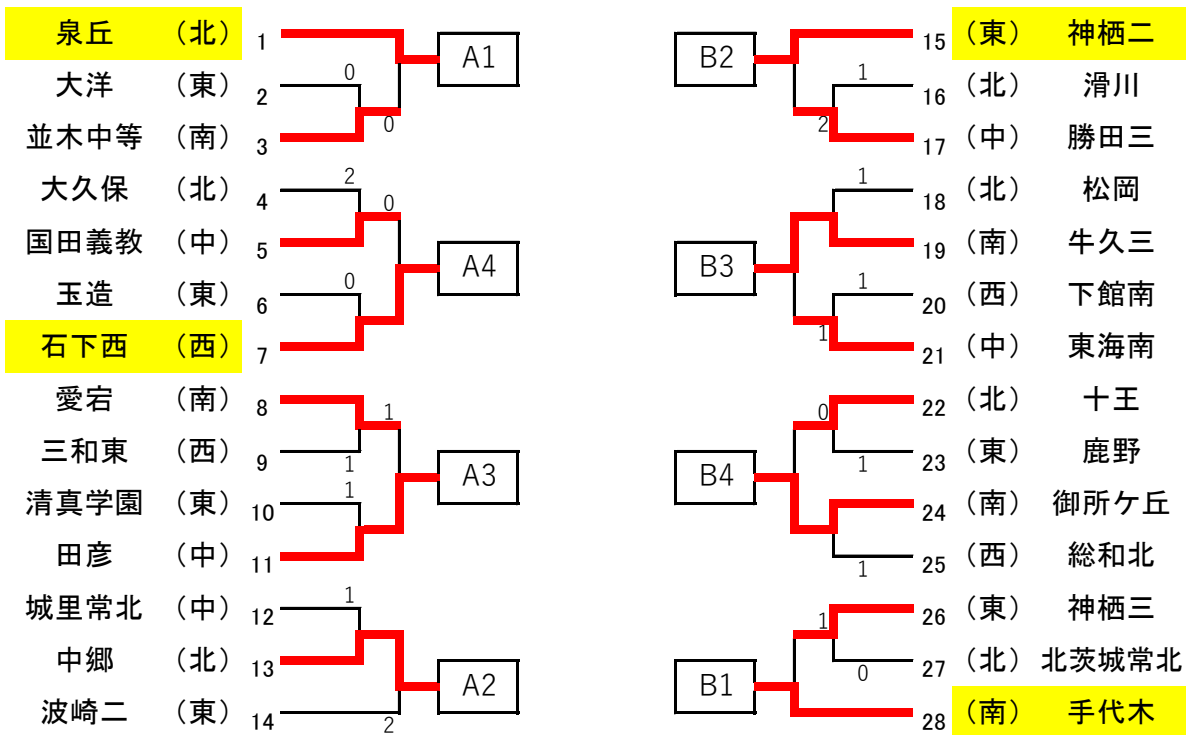 泉丘 （北） 1
大洋 （東） 2
並木中等 （南） 3
大久保 （北） 4
国田義教 （中） 5
玉造 （東） 6
石下西 （西） 7
愛宕 （南） 8
三和東 （西） 9
清真学園 （東） 10
田彦 （中） 11
城里常北 （中） 12
中郷 （北） 13
波崎二 （東） 14
0
0
2
0
0
1
1
1
1
2
A1
A4
A3
A2
B2
B3
B4
B1
1
2
1
1
1
0
1
1
1
0
15 （東） 神栖二
16 （北） 滑川
17 （中） 勝田三
18 （北） 松岡
19 （南） 牛久三
20 （西） 下館南
21 （中） 東海南
22 （北） 十王
23 （東） 鹿野
24 （南） 御所ケ丘
25 （西） 総和北
26 （東） 神栖三
27 （北） 北茨城常北
28 （南） 手代木